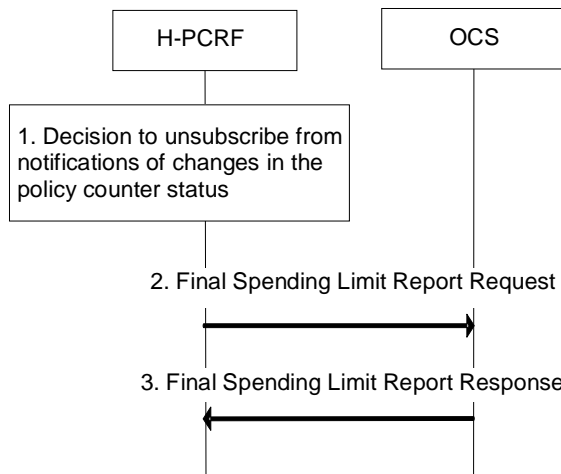 H-PCRF
OCS
1. Decision to unsubscribe from
notifications of changes in the
policy counter status
2. Final Spending Limit Report Request
3. Final Spending Limit Report Response